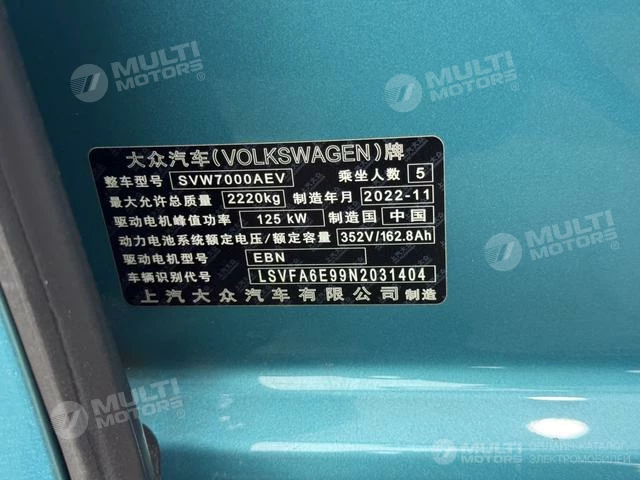 MULTI MOTORS®
MULTI MOTORS®
大众汽车(VOLKSWAGEN)牌
整车型号 SVW7000AEV 乘坐人数 5
最大允许总质量 2220kg 制造年月 2022-11
驱动电机峰值功率 125 kW 制造国 中国
动力电池系统额定电压/额定容量 352V/162.8Ah
驱动电机型号 EBN
车辆识别代号 LSVFA6E99N2031404
上汽大众汽车有限公司 制造
MULTI MOTORS®
MULTI MOTORS®
MULTI MOTORS
КАТАЛОГ
ЭЛЕКТРОМОБИЛЕЙ